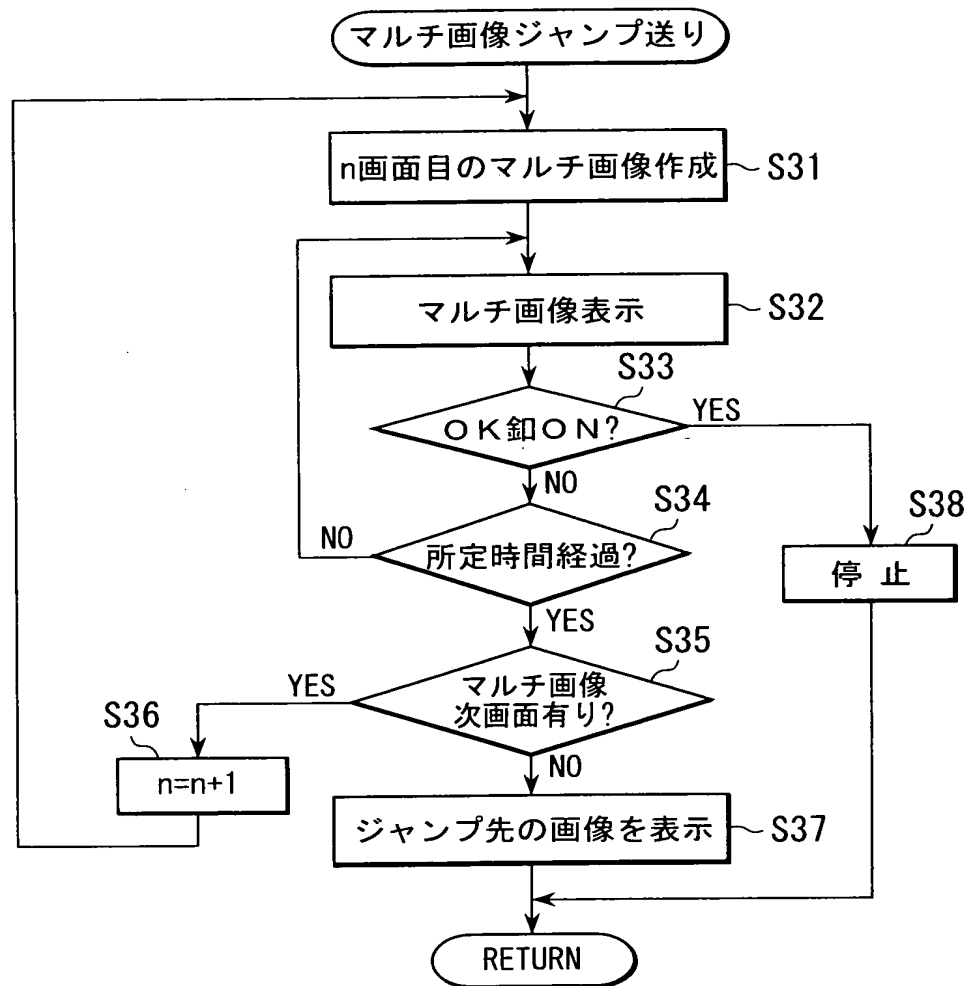 マルチ画像ジャンプ送り
n画面目のマルチ画像作成
S31
マルチ画像表示
S32
S33
OK釦ON?
YES
NO
S34
所定時間経過?
NO
YES
S38
停止
S35
マルチ画像
次画面有り?
YES
S36
n=n+1
NO
ジャンプ先の画像を表示
S37
RETURN